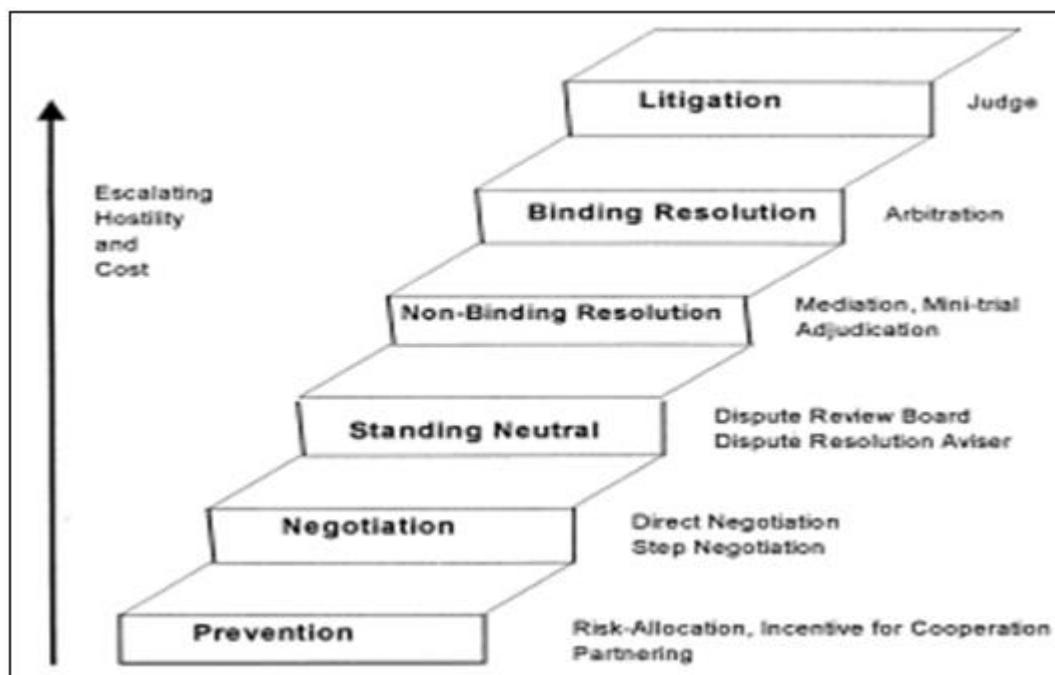 Litigation
Judge
Escalating
Hostility
and
Cost
Binding Resolution
Arbitration
Non-Binding Resolution
Mediation, Mini-trial
Adjudication
Standing Neutral
Dispute Review Board
Dispute Resolution Aviser
Negotiation
Direct Negotiation
Step Negotiation
Prevention
Risk-Allocation, Incentive for Cooperation
Partnering